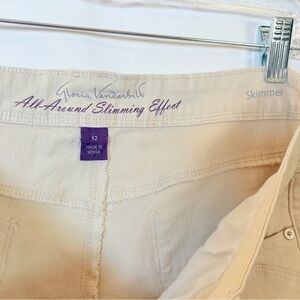 Gloria Vanderbilt
All-Around Slimming Effect
Skimmer
12
MADE IN
KENYA